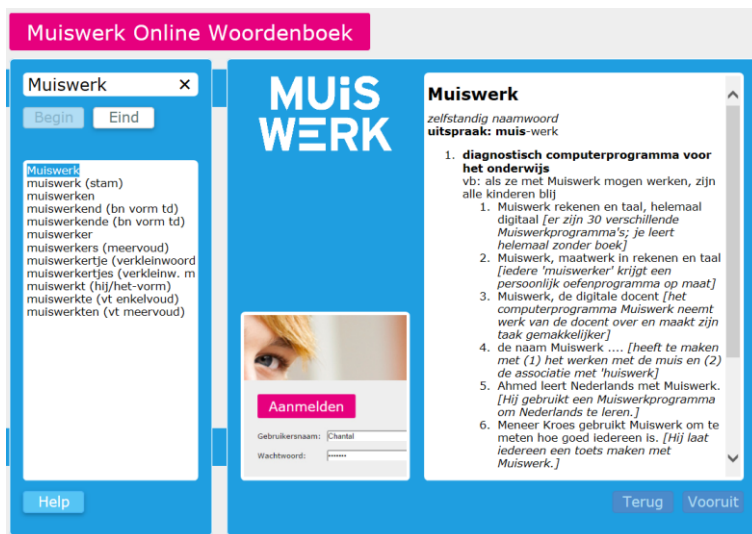 Muiswerk Online Woordenboek
Muiswerk ×
Begin Eind
Muiswerk
muiswerk (stam)
muiswerken
muiswerkend (bn vorm td)
muiswerkende (bn vorm td)
muiswerker
muiswerkers (meervoud)
muiswerkertje (verkleinwoord
muiswerkertjes (verkleinw. m
muiswerkt (hij/het-vorm)
muiswerkte (vt enkelvoud)
muiswerkten (vt meervoud)
Help
MUiS
WERK
Aanmelden
Gebruikersnaam: Chantal
Wachtwoord: •••••••
Muiswerk
zelfstandig naamwoord
uitspraak: muis-werk
1. diagnostisch computerprogramma voor
het onderwijs
vb: als ze met Muiswerk mogen werken, zijn
alle kinderen blij
1. Muiswerk rekenen en taal, helemaal
digitaal [er zijn 30 verschillende
Muiswerkprogramma's; je leert
helemaal zonder boek]
2. Muiswerk, maatwerk in rekenen en taal
[iedere 'muiswerker' krijgt een
persoonlijk oefenprogramma op maat]
3. Muiswerk, de digitale docent [het
computerprogramma Muiswerk neemt
werk van de docent over en maakt zijn
taak gemakkelijker]
4. de naam Muiswerk .... [heeft te maken
met (1) het werken met de muis en (2)
de associatie met 'huiswerk]
5. Ahmed leert Nederlands met Muiswerk.
[Hij gebruikt een Muiswerkprogramma
om Nederlands te leren.]
6. Meneer Kroes gebruikt Muiswerk om te
meten hoe goed iedereen is. [Hij laat
iedereen een toets maken met
Muiswerk.]
Terug Vooruit